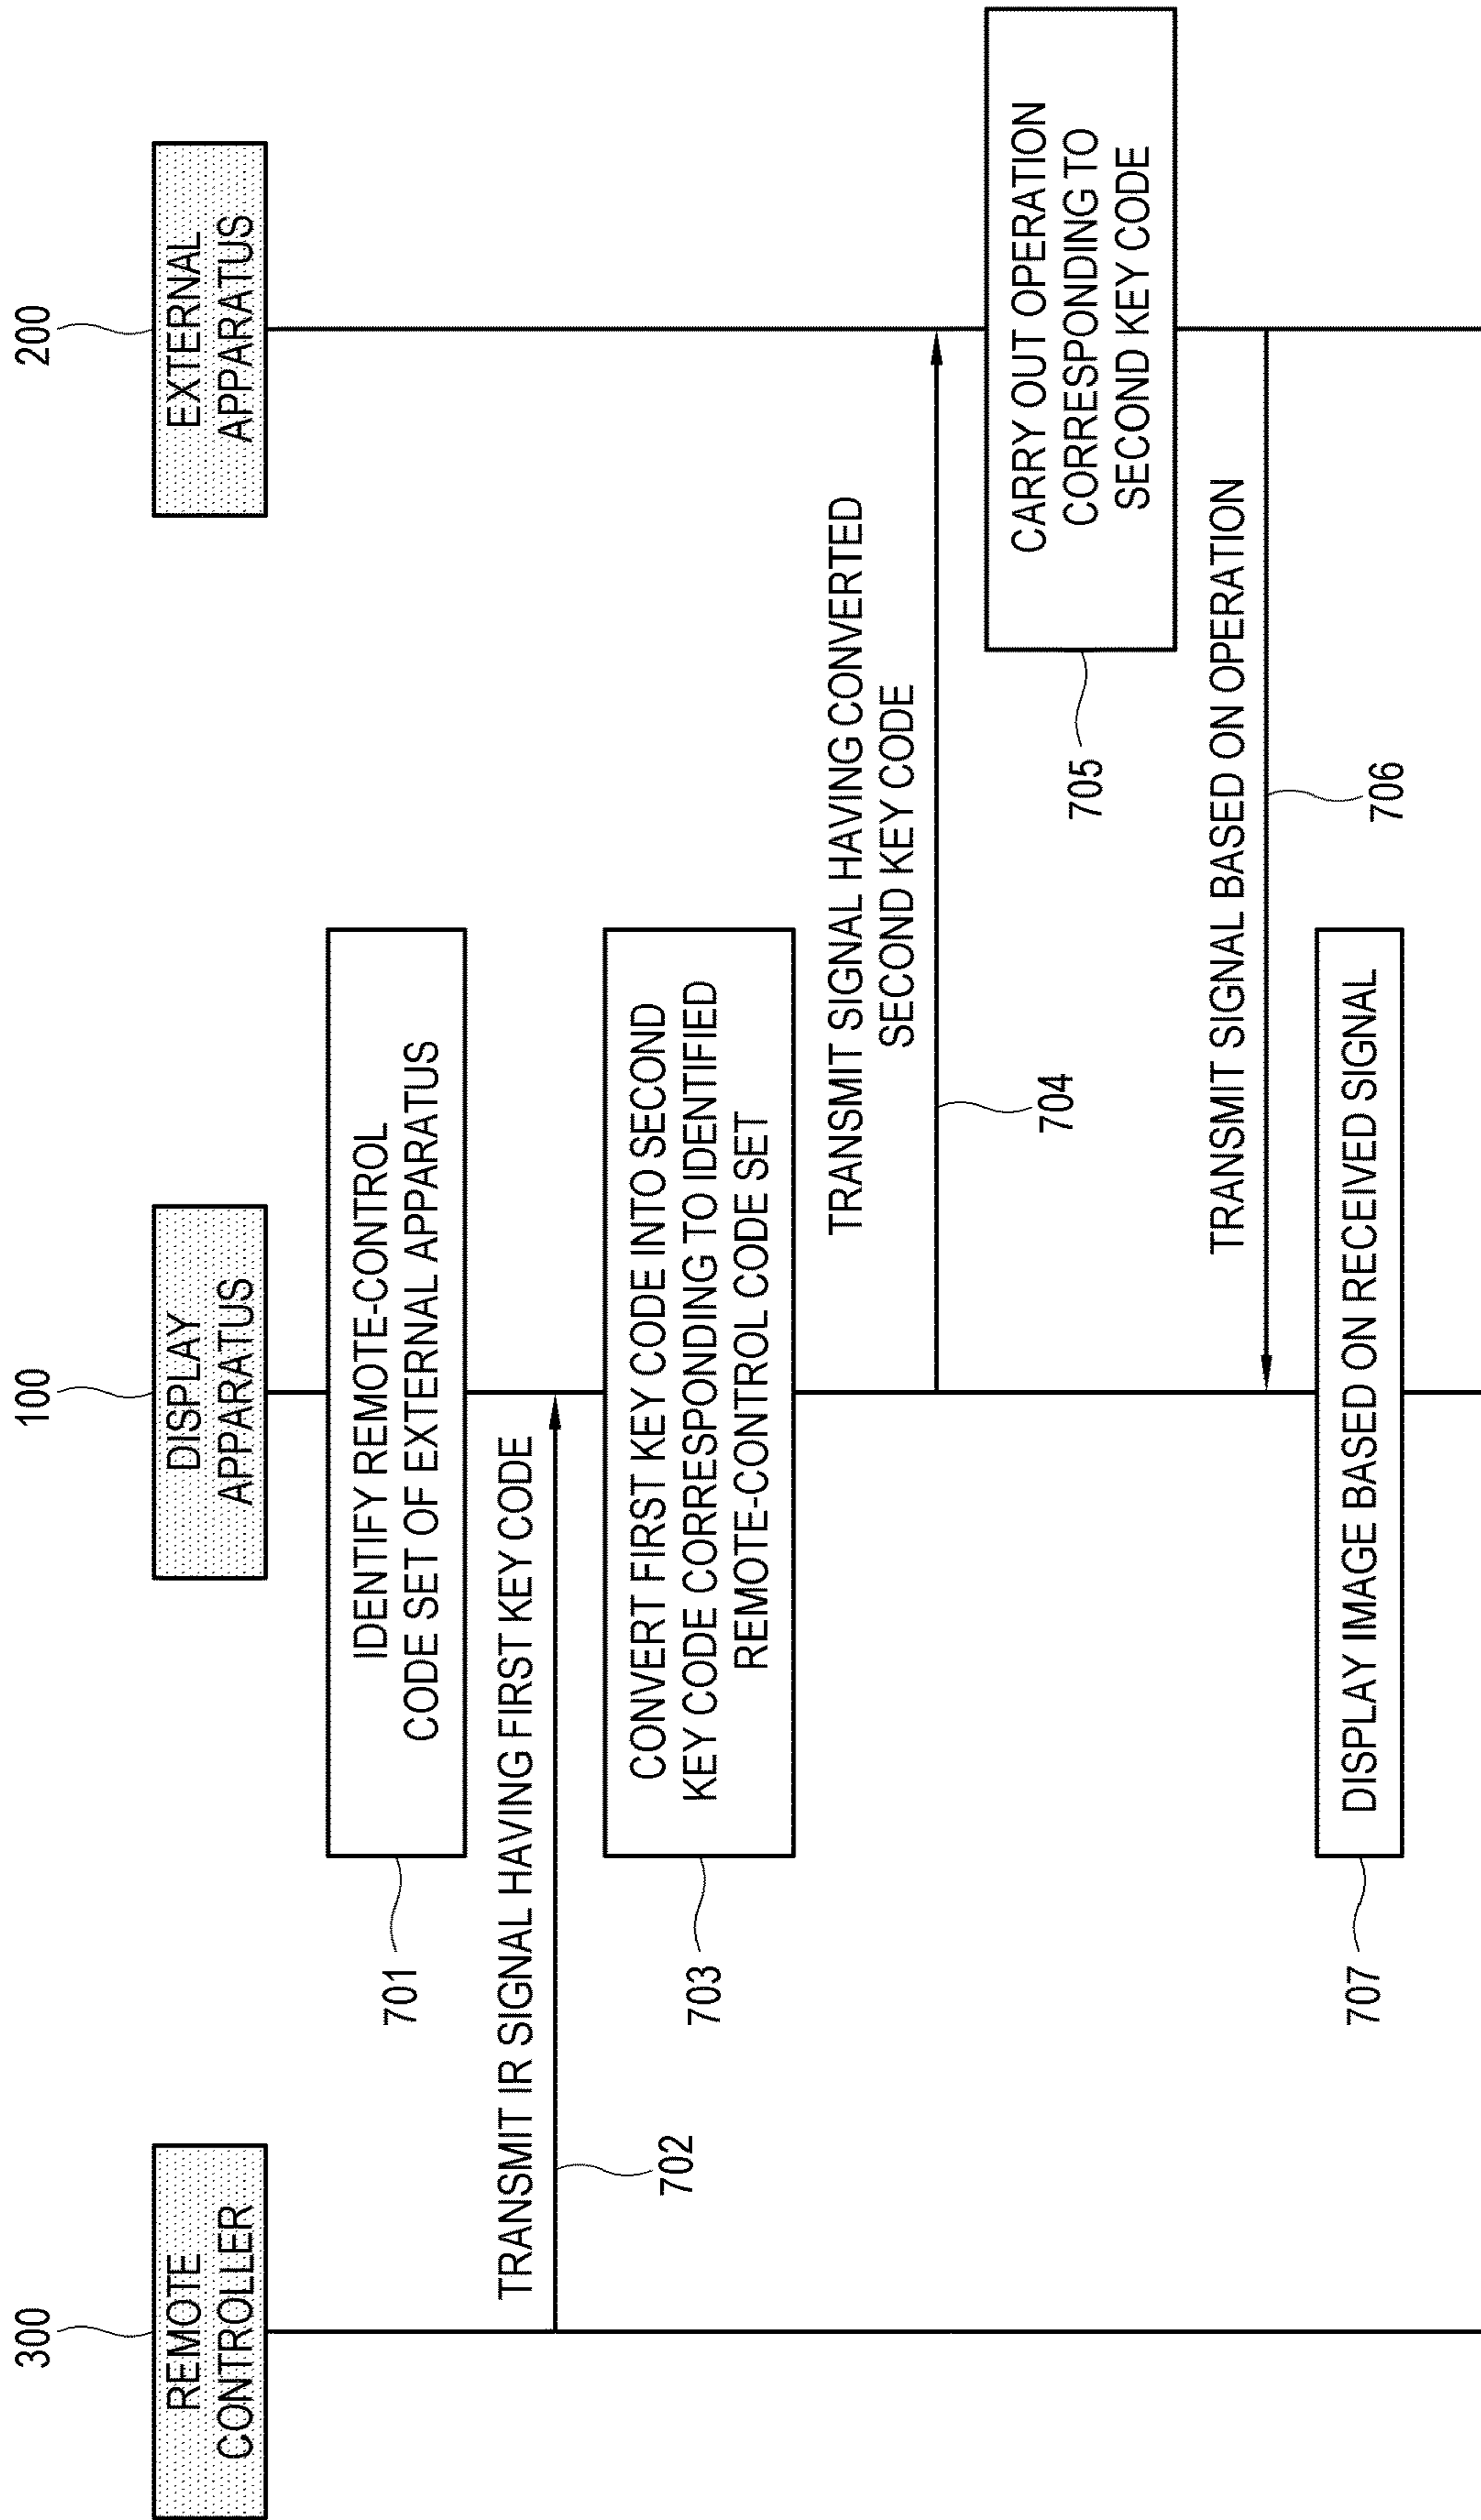 300
REMOTE
CONTROLLER
100
DISPLAY
APPARATUS
200
EXTERNAL
APPARATUS
701
IDENTIFY REMOTE-CONTROL
CODE SET OF EXTERNAL APPARATUS
TRANSMIT IR SIGNAL HAVING FIRST KEY CODE
702
703
CONVERT FIRST KEY CODE INTO SECOND
KEY CODE CORRESPONDING TO IDENTIFIED
REMOTE-CONTROL CODE SET
TRANSMIT SIGNAL HAVING CONVERTED
SECOND KEY CODE
704
705
CARRY OUT OPERATION
CORRESPONDING TO
SECOND KEY CODE
TRANSMIT SIGNAL BASED ON OPERATION
706
707
DISPLAY IMAGE BASED ON RECEIVED SIGNAL